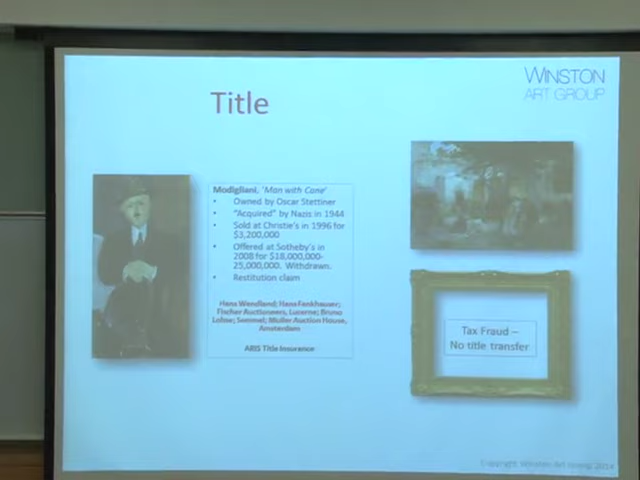 WINSTON
ART GROUP
Title
Modigliani. 'Man with Cane'
• Owned by Oscar Stettiner
• "Acquired" by Nazis in 1944
• Sold at Christie's in 1996 for
$3,200,000
• Offered at Sotheby's in
2008 for $18,000,000-
25,000,000. Withdrawn.
• Restitution claim
Hans Wendland; Hans Fankhauser;
Fischer Auctioneers, Lucerne; Bruno
Lohse; Semmel; Muller Auction House,
Amsterdam
ARIS Title Insurance
Tax Fraud –
No title transfer
Copyright Winston Art Group 2014